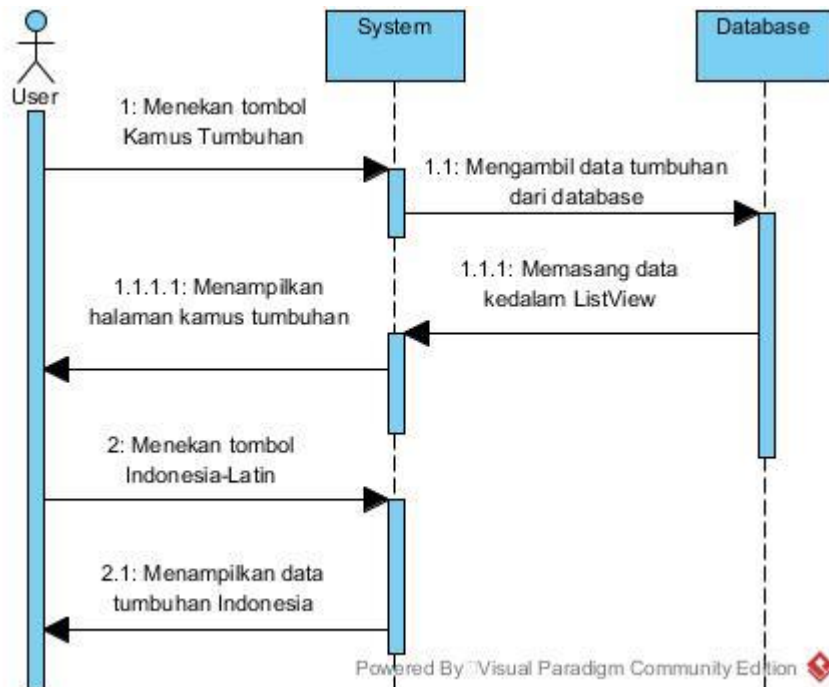 System
Database
User
1: Menekan tombol
Kamus Tumbuhan
1.1: Mengambil data tumbuhan
dari database
1.1.1: Memasang data
kedalam ListView
1.1.1.1: Menampilkan
halaman kamus tumbuhan
2: Menekan tombol
Indonesia-Latin
2.1: Menampilkan data
tumbuhan Indonesia
Powered By Visual Paradigm Community Edition